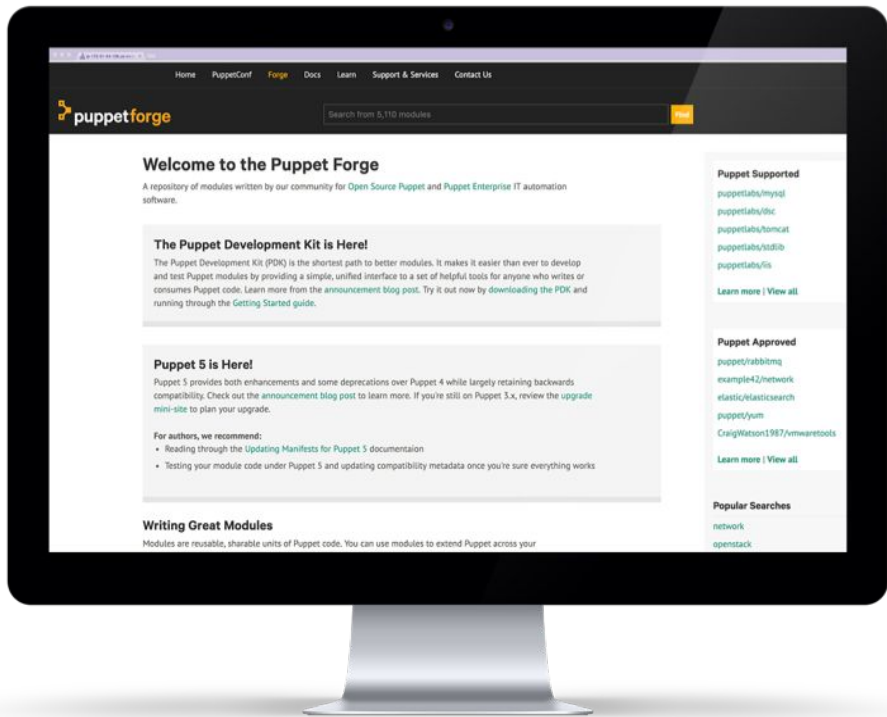 Home PuppetConf Forge Docs Learn Support & Services Contact Us
puppetforge
Search from 5,110 modules
Find
Welcome to the Puppet Forge
A repository of modules written by our community for Open Source Puppet and Puppet Enterprise IT automation
software.
The Puppet Development Kit is Here!
The Puppet Development Kit (PDK) is the shortest path to better modules. It makes it easier than ever to develop
and test Puppet modules by providing a simple, unified interface to a set of helpful tools for anyone who writes or
consumes Puppet code. Learn more from the announcement blog post. Try it out now by downloading the PDK and
running through the Getting Started guide.
Puppet 5 is Here!
Puppet 5 provides both enhancements and some deprecations over Puppet 4 while largely retaining backwards
compatibility. Check out the announcement blog post to learn more. If you're still on Puppet 3.x, review the upgrade
mini-site to plan your upgrade.
For authors, we recommend:
• Reading through the Updating Manifests for Puppet 5 documentaion
• Testing your module code under Puppet 5 and updating compatibility metadata once you're sure everything works
Writing Great Modules
Modules are reusable, sharable units of Puppet code. You can use modules to extend Puppet across your
Puppet Supported
puppetlabs/mysql
puppetlabs/dsc
puppetlabs/tomcat
puppetlabs/stdlib
puppetlabs/iis
Learn more | View all
Puppet Approved
puppet/rabbitmq
example42/network
elastic/elasticsearch
puppet/yum
CraigWatson1987/vmwaretools
Learn more | View all
Popular Searches
network
openstack